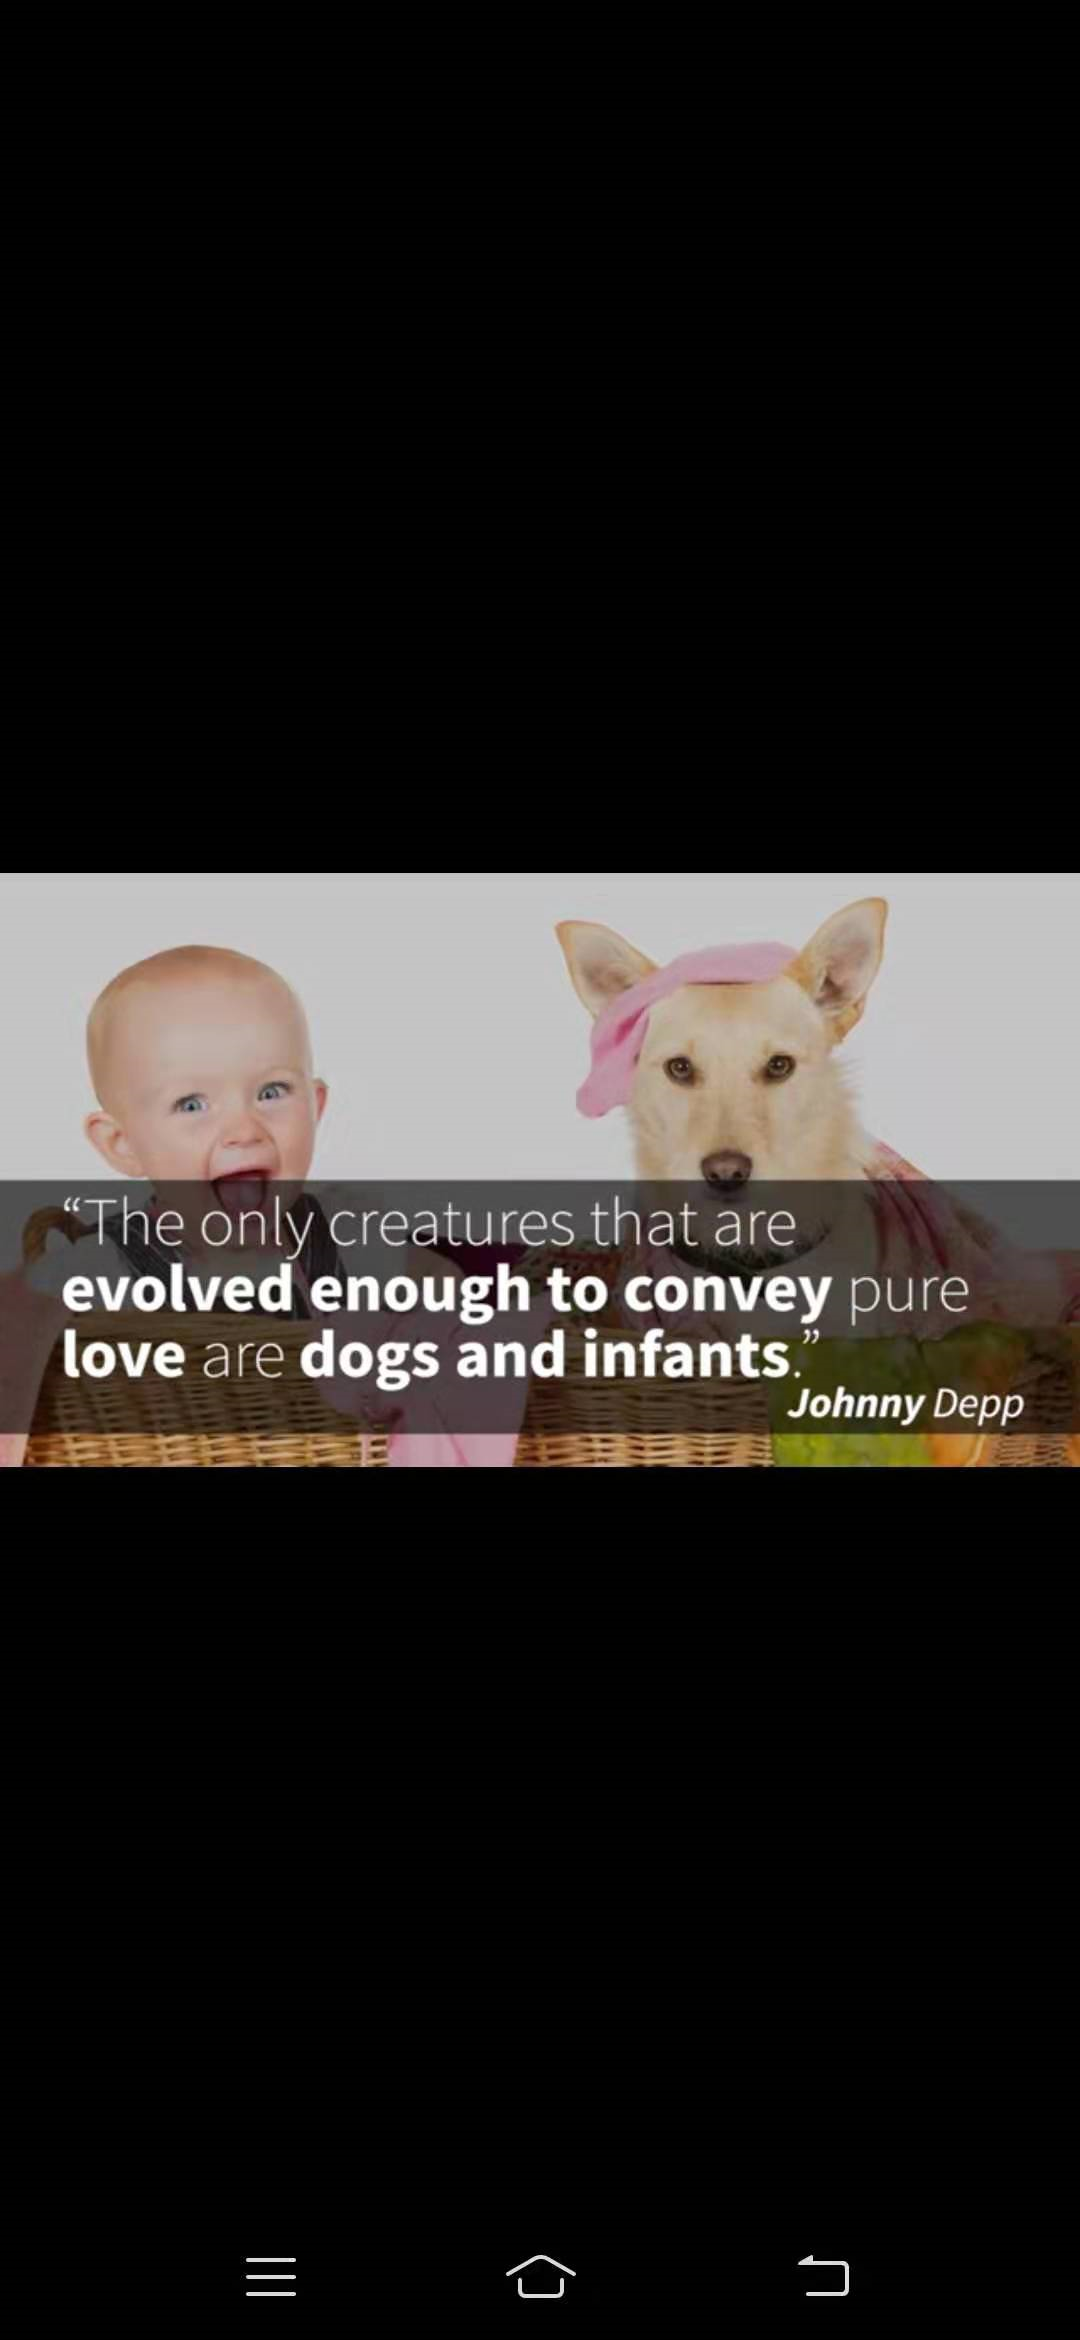 “The only creatures that are
evolved enough to convey pure
love are dogs and infants.”
Johnny Depp